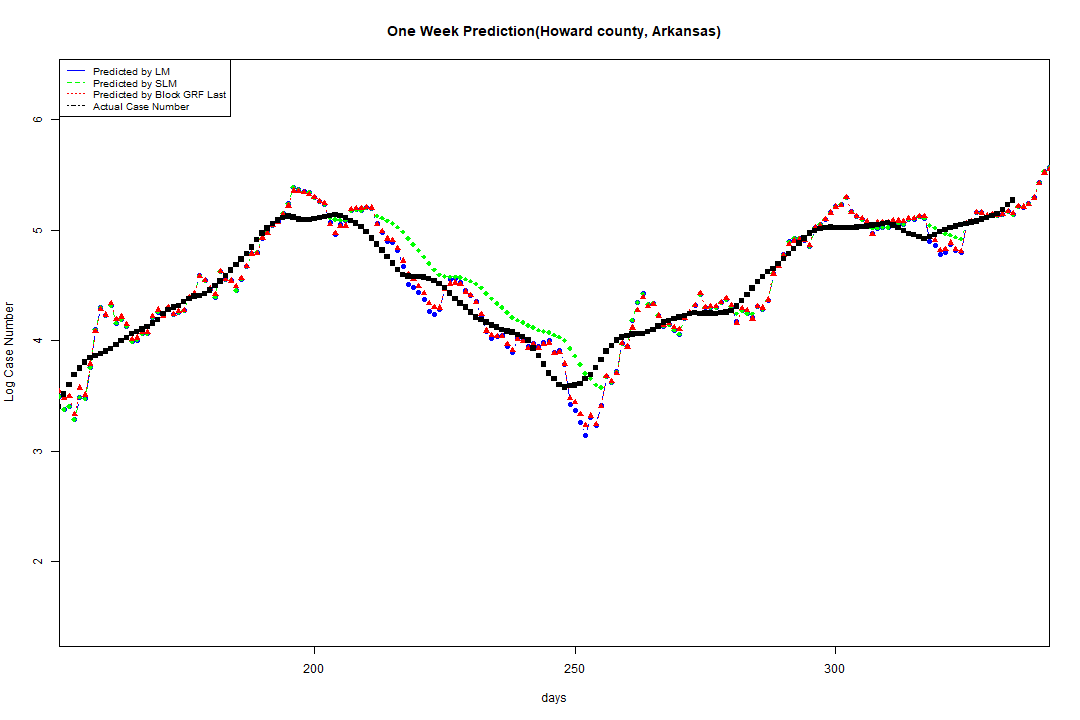 One Week Prediction(Howard county, Arkansas)
Predicted by LM
Predicted by SLM
Predicted by Block GRF Last
Actual Case Number
6
5
4
3
2
Log Case Number
200
250
300
days